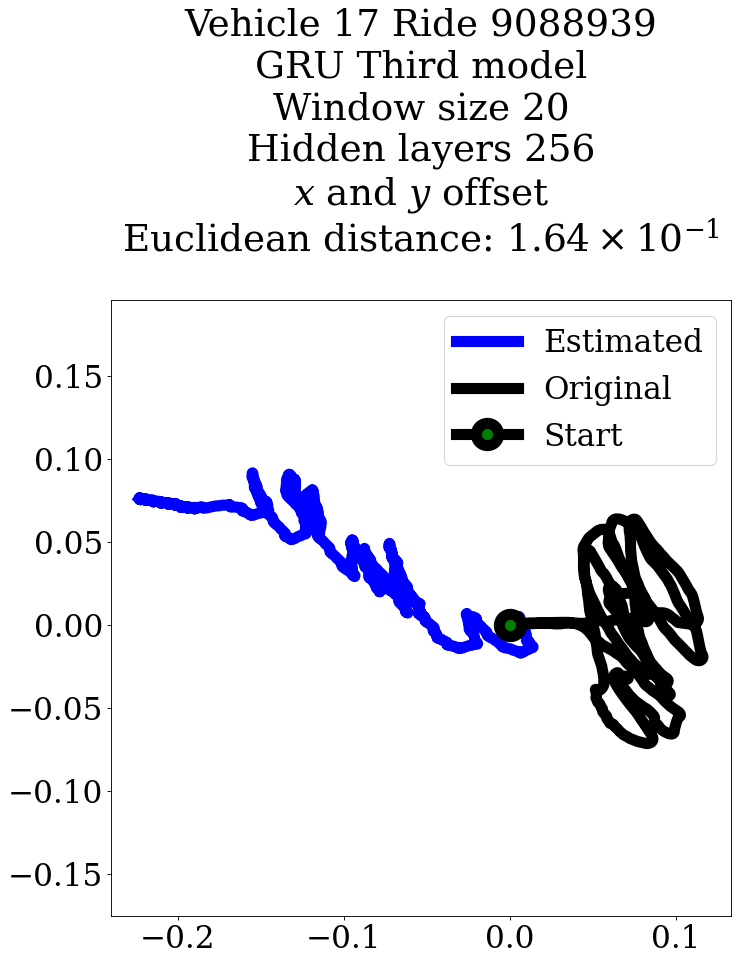 Vehicle 17 Ride 9088939
GRU Third model
Window size 20
Hidden layers 256
x and y offset
Euclidean distance: 1.64 × 10⁻¹
Estimated
Original
Start
0.15
0.10
0.05
0.00
−0.05
−0.10
−0.15
−0.2
−0.1
0.0
0.1